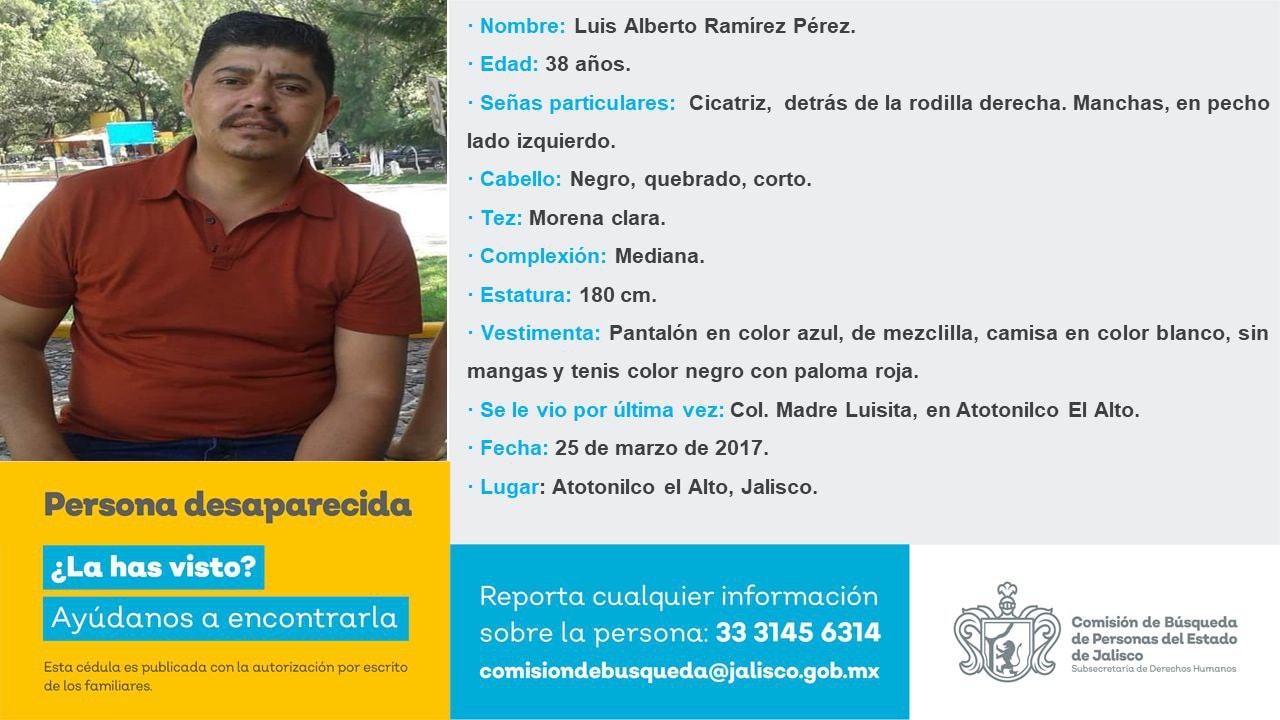 · Nombre: Luis Alberto Ramírez Pérez.
· Edad: 38 años.
· Señas particulares: Cicatriz, detrás de la rodilla derecha. Manchas, en pecho
lado izquierdo.
· Cabello: Negro, quebrado, corto.
· Tez: Morena clara.
· Complexión: Mediana.
· Estatura: 180 cm.
· Vestimenta: Pantalón en color azul, de mezclilla, camisa en color blanco, sin
mangas y tenis color negro con paloma roja.
· Se le vio por última vez: Col. Madre Luisita, en Atotonilco El Alto.
· Fecha: 25 de marzo de 2017.
· Lugar: Atotonilco el Alto, Jalisco.
Persona desaparecida
¿La has visto?
Ayúdanos a encontrarla
Esta cédula es publicada con la autorización por escrito
de los familiares.
Reporta cualquier información
sobre la persona: 33 3145 6314
comisiondebusqueda@jalisco.gob.mx
Comisión de Búsqueda
de Personas del Estado
de Jalisco
Subsecretaría de Derechos Humanos